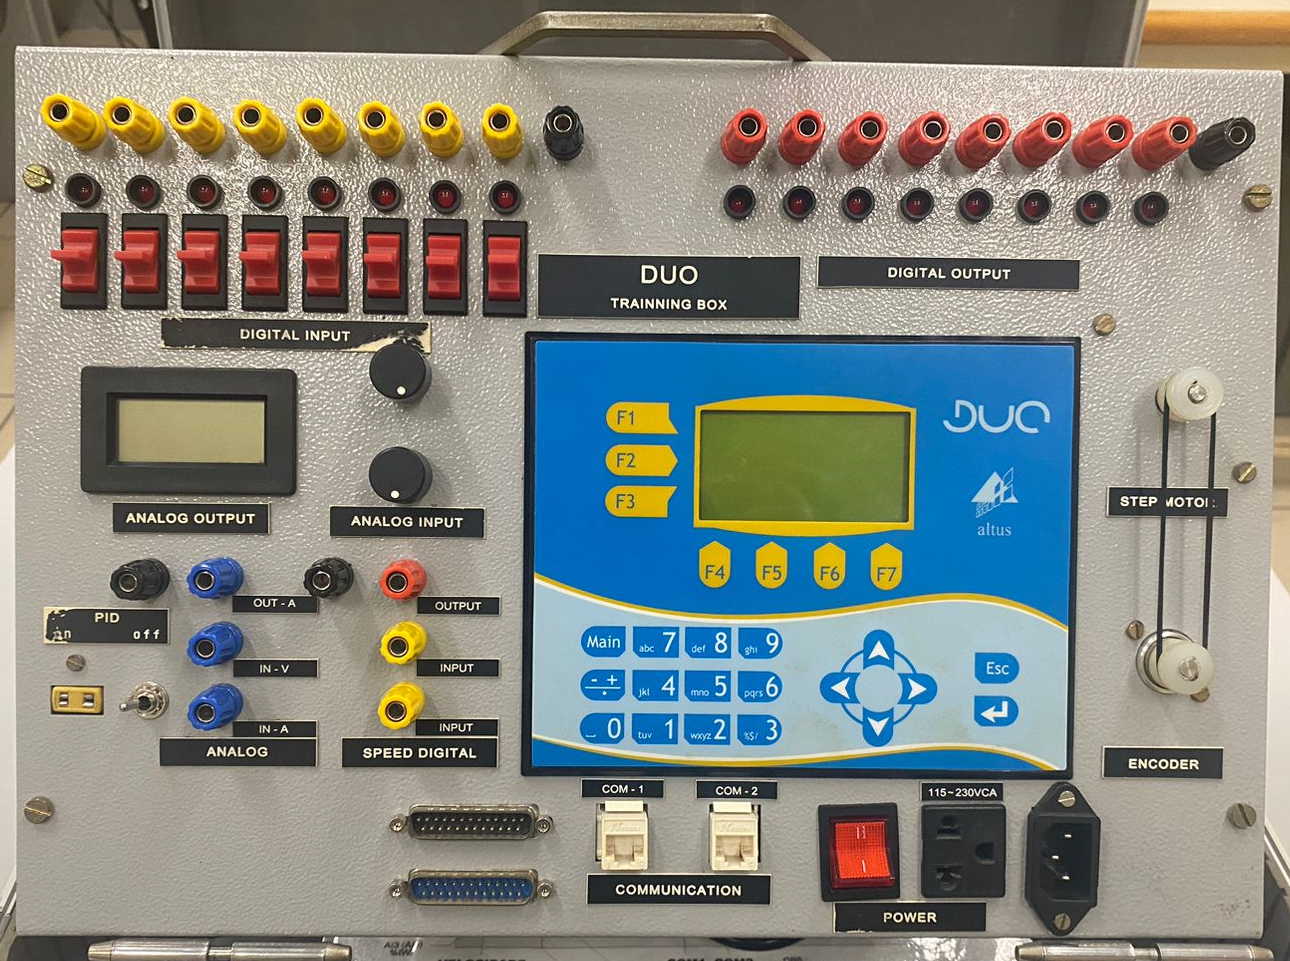 DUO
TRAINNING BOX
DIGITAL OUTPUT
DIGITAL INPUT
F1
F2
F3
DUO
altus
ANALOG OUTPUT
ANALOG INPUT
STEP MOTOR
F4 F5 F6 F7
OUT - A
OUTPUT
PID
off
IN - V
INPUT
IN - A
INPUT
ANALOG
SPEED DIGITAL
Main abc 7 def 8 ghi 9
- + . jkl 4 mno 5 pqrs 6
0 tuv 1 wxyz 2 %$/ 3
Esc
ENCODER
COM - 1
COM - 2
115~230VCA
COMMUNICATION
POWER